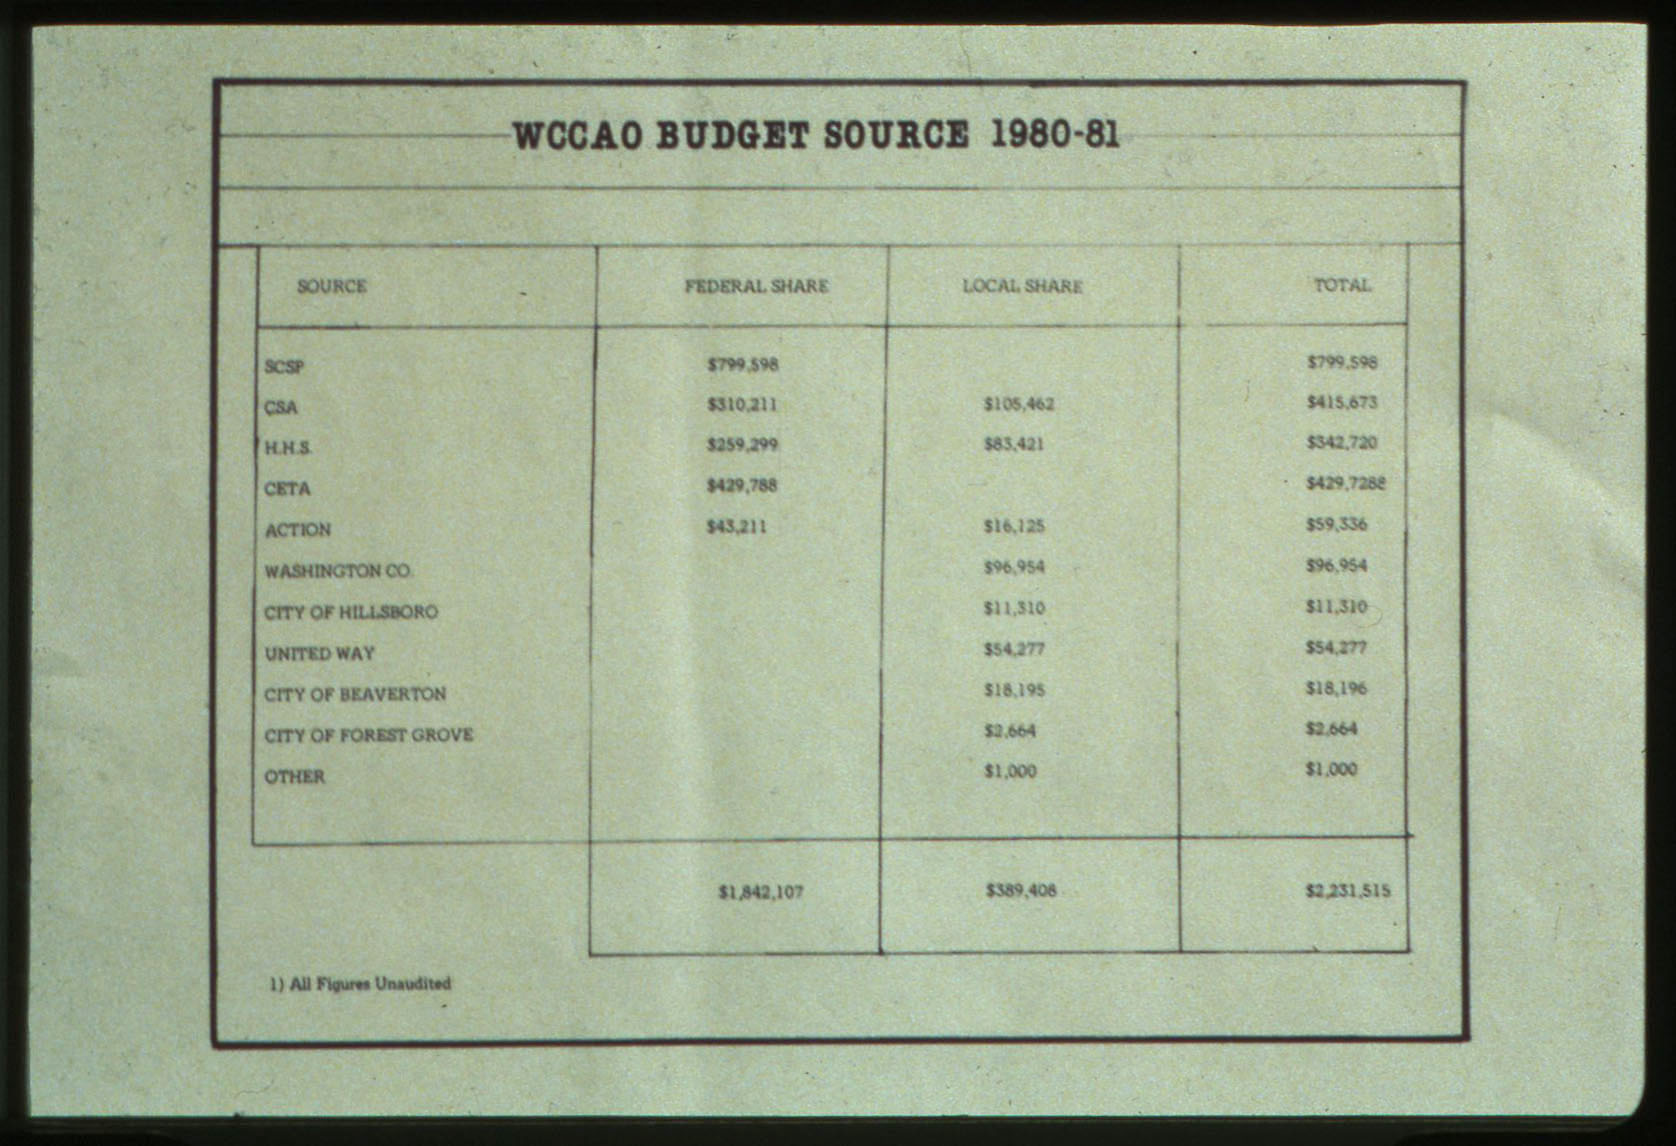 WCCAO BUDGET SOURCE 1980-81
SOURCE FEDERAL SHARE LOCAL SHARE TOTAL
SCSP $799,598 $799,598
CSA $310,211 $105,462 $415,673
H.H.S. $259,299 $83,421 $342,720
CETA $429,788 $429,7288
ACTION $43,211 $16,125 $59,336
WASHINGTON CO. $96,954 $96,954
CITY OF HILLSBORO $11,310 $11,310
UNITED WAY $54,277 $54,277
CITY OF BEAVERTON $18,195 $18,196
CITY OF FOREST GROVE $2,664 $2,664
OTHER $1,000 $1,000
$1,842,107 $389,408 $2,231,515
1) All Figures Unaudited